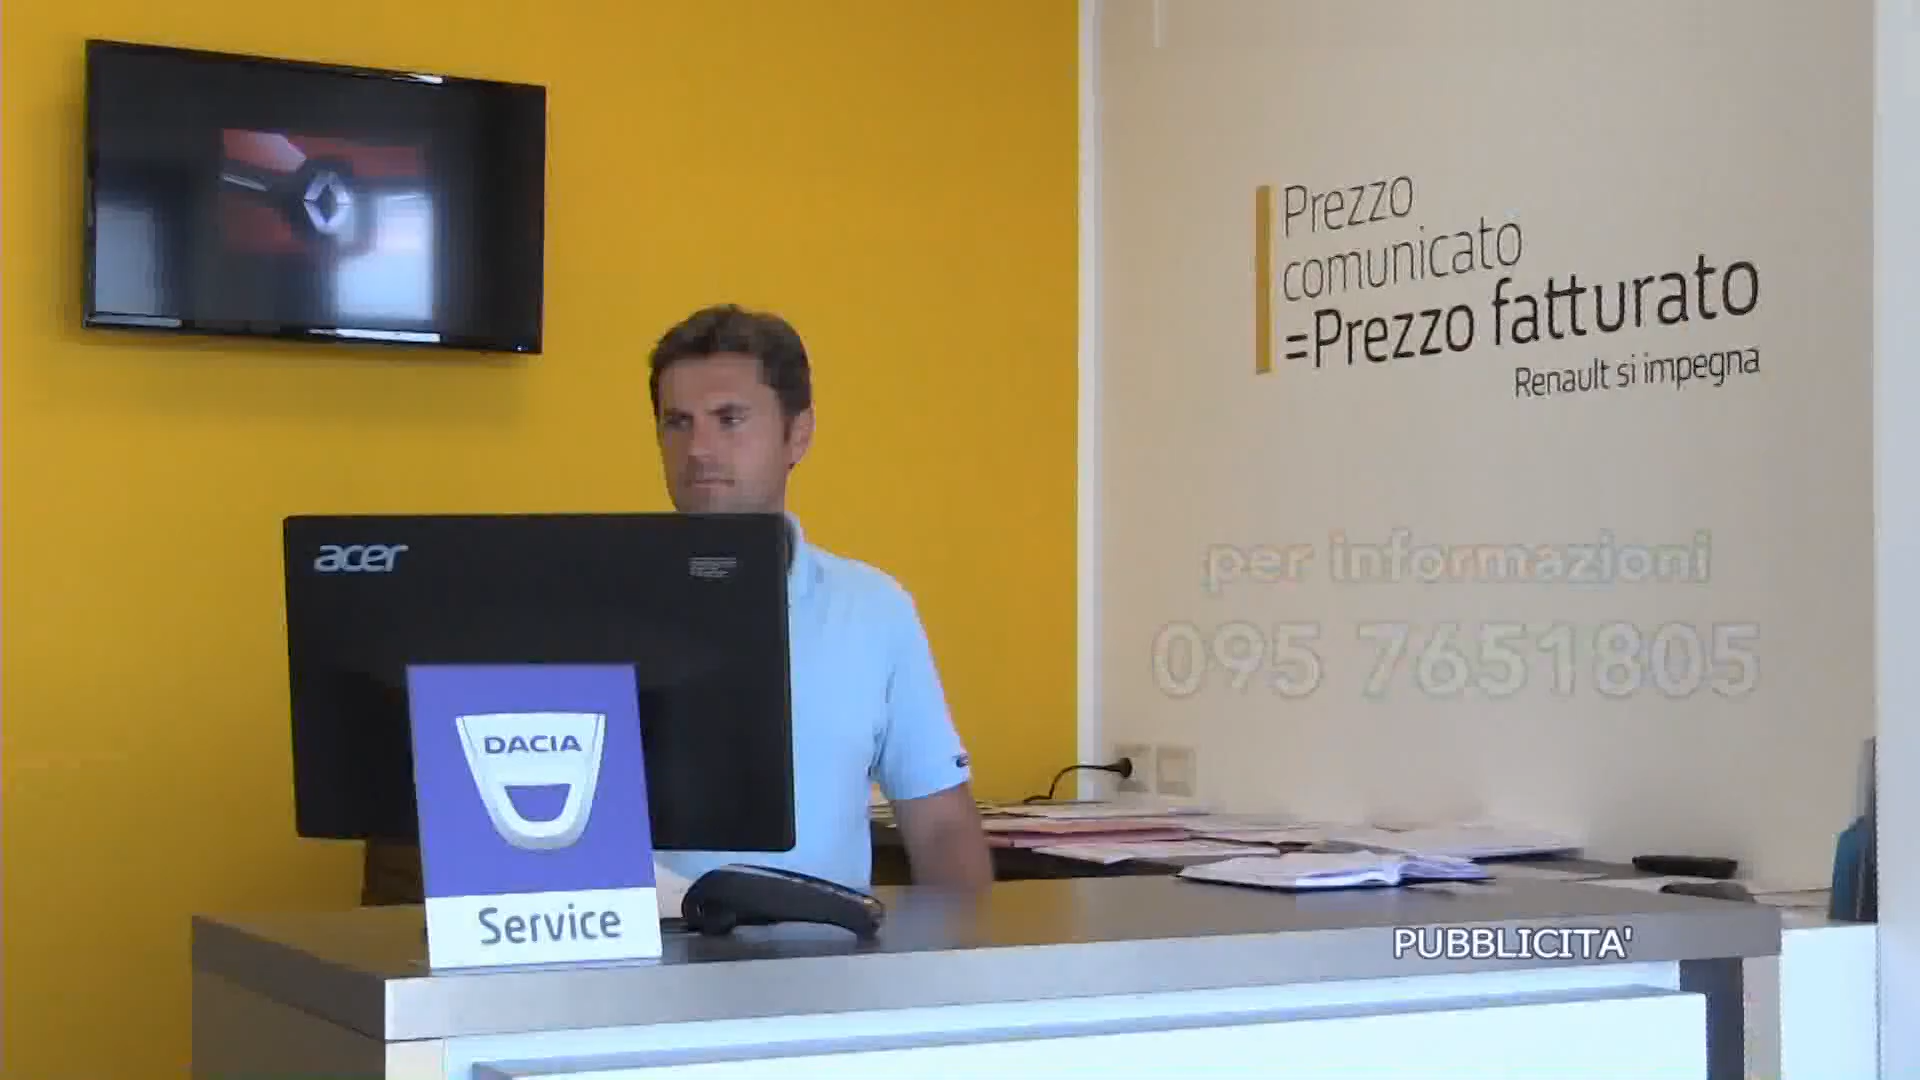 Prezzo
comunicato
=Prezzo fatturato
Renault si impegna
acer
per informazioni
095 7651805
DACIA
Service
PUBBLICITA'